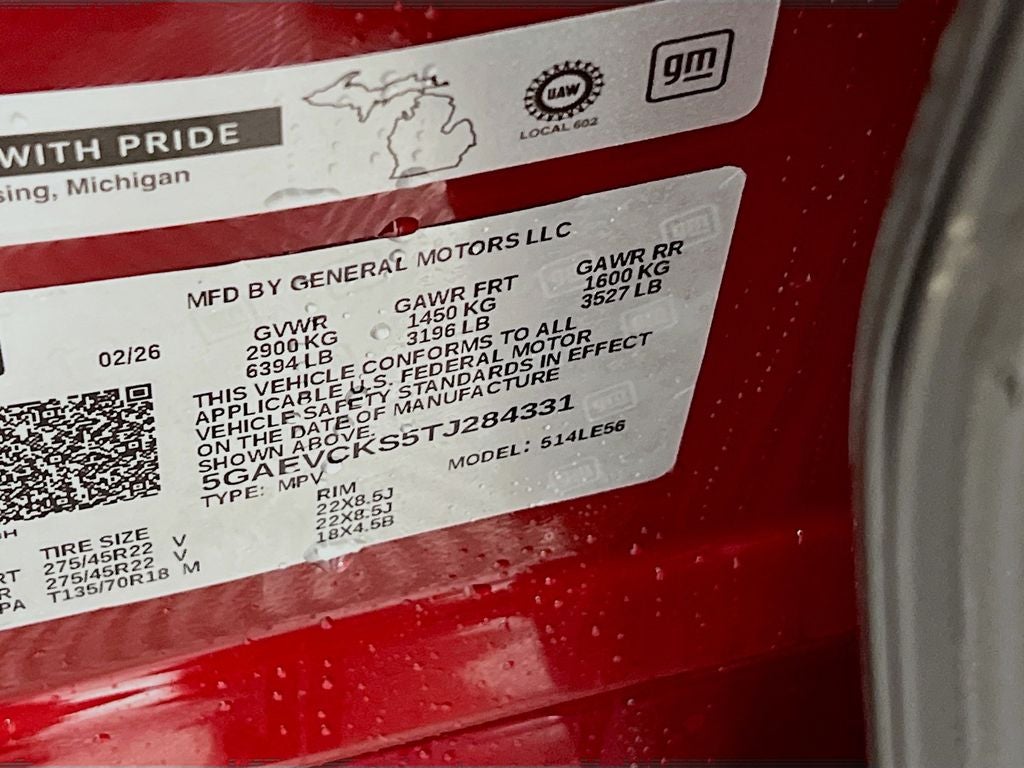 WITH PRIDE
sing, Michigan
UAW
LOCAL 602
gm
MFD BY GENERAL MOTORS LLC
02/26
GVWR GAWR FRT GAWR RR
2900 KG 1450 KG 1600 KG
6394 LB 3196 LB 3527 LB
THIS VEHICLE CONFORMS TO ALL
APPLICABLE U.S. FEDERAL MOTOR
VEHICLE SAFETY STANDARDS IN EFFECT
ON THE DATE OF MANUFACTURE
SHOWN ABOVE.
5GAEVCKS5TJ284331
TYPE: MPV MODEL: 514LE56
TIRE SIZE RIM
RT 275/45R22 V 22X8.5J
R 275/45R22 V 22X8.5J
PA T135/70R18 M 18X4.5B